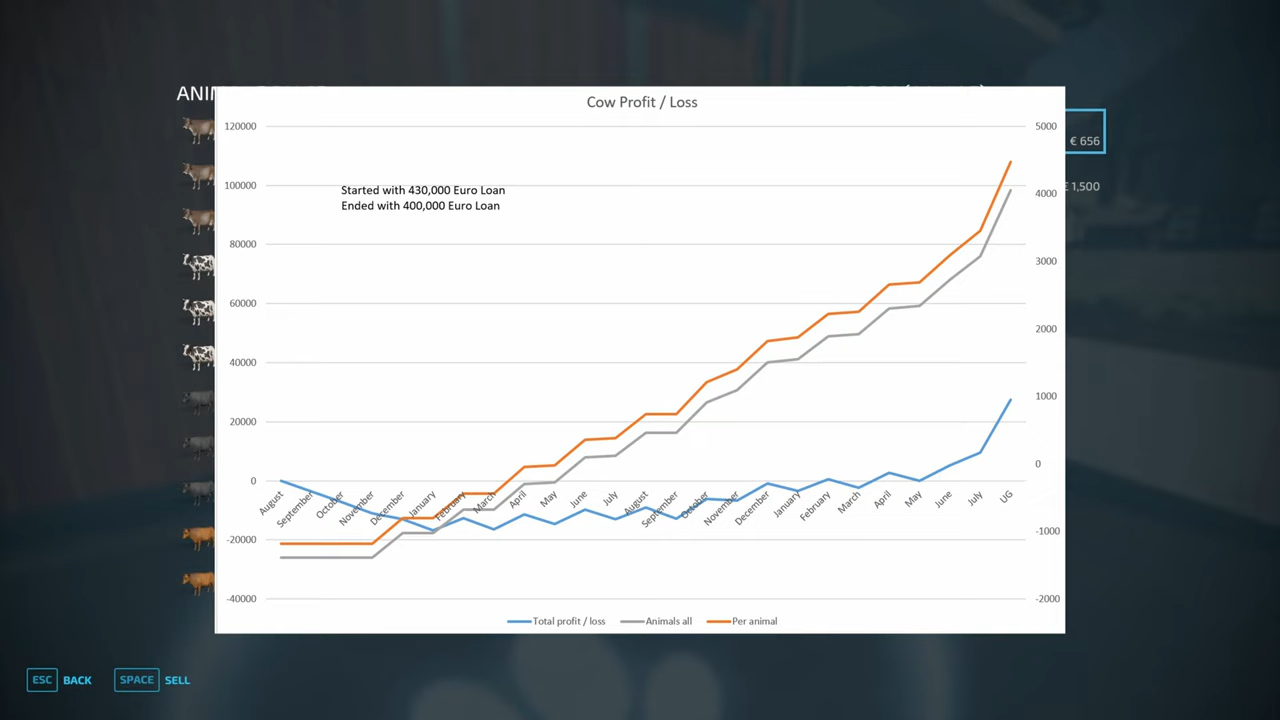 ANI
Cow Profit / Loss
120000
100000
80000
60000
40000
20000
0
-20000
-40000
5000
4000
3000
2000
1000
0
-1000
-2000
Started with 430,000 Euro Loan
Ended with 400,000 Euro Loan
€ 656
€ 1,500
August
September
October
November
December
January
February
March
April
May
June
July
August
September
October
November
December
January
February
March
April
May
June
July
UG
Total profit / loss
Animals all
Per animal
ESC BACK
SPACE SELL